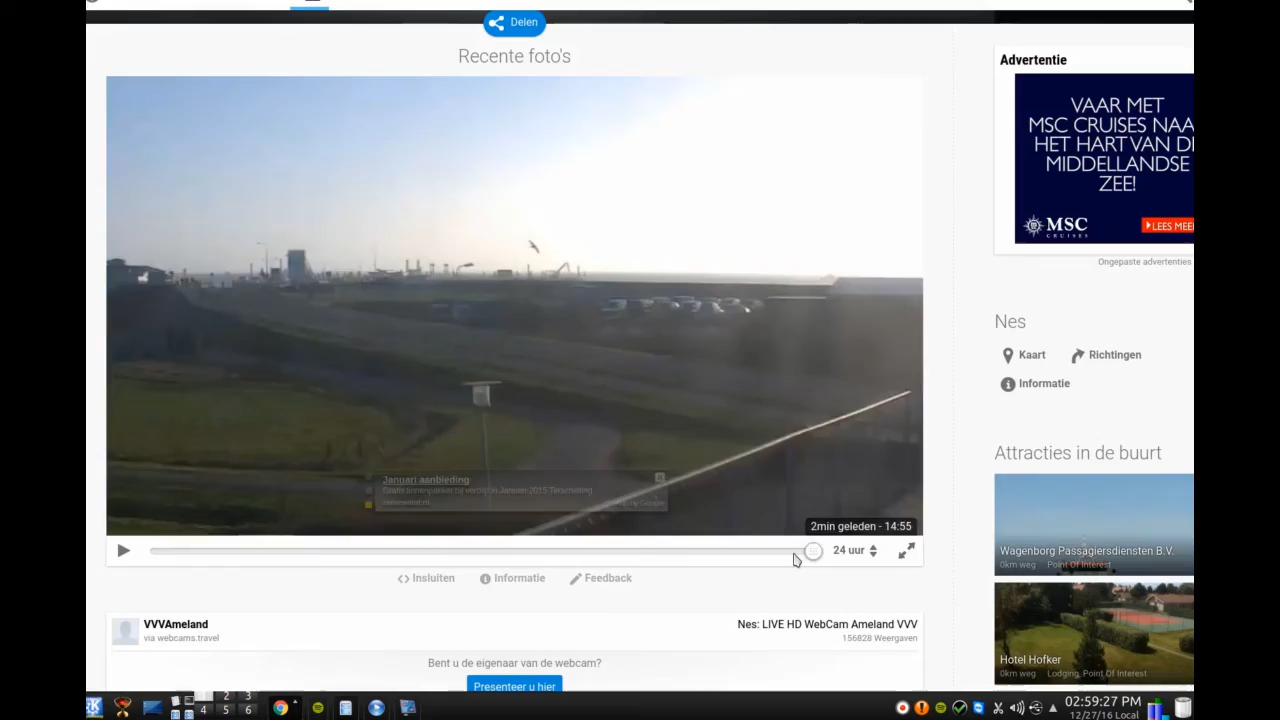 Delen
Recente foto's
Advertentie
VAAR MET
MSC CRUISES NAA
HET HART VAN DE
MIDDELLANDSE
ZEE!
MSC
CRUISES
LEES MEE
Ongepaste advertenties
Nes
Kaart
Richtingen
Informatie
Attracties in de buurt
Wagenborg Passagiersdiensten B.V.
0km weg Point Of Interest
Hotel Hofker
0km weg Lodging, Point Of Interest
Januari aanbieding
2min geleden - 14:55
24 uur
Insluiten
Informatie
Feedback
VVVAmeland
via webcams.travel
Nes: LIVE HD WebCam Ameland VVV
156828 Weergaven
Bent u de eigenaar van de webcam?
Presenteer u hier
2 3
4 5 6
02:59:27 PM
12/27/16 Local